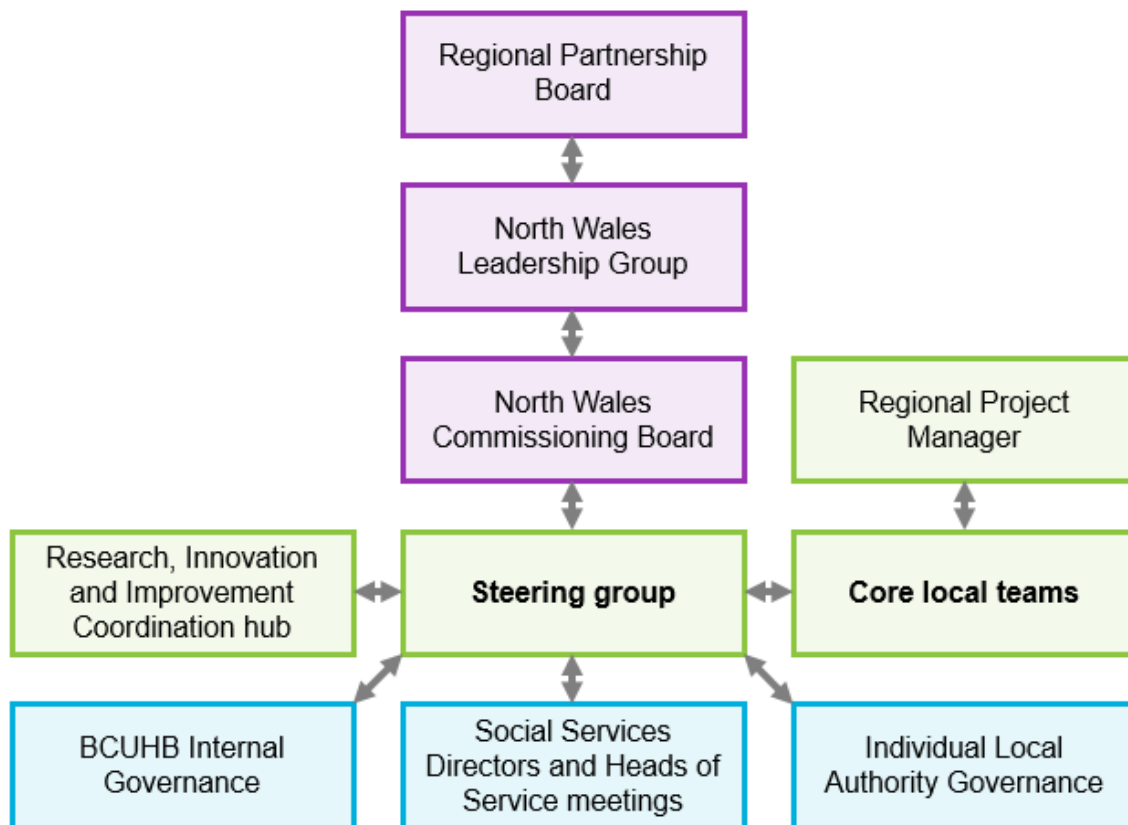 Regional Partnership
Board
North Wales
Leadership Group
North Wales
Commissioning Board
Regional Project
Manager
Research, Innovation
and Improvement
Coordination hub
Steering group
Core local teams
BCUHB Internal
Governance
Social Services
Directors and Heads of
Service meetings
Individual Local
Authority Governance